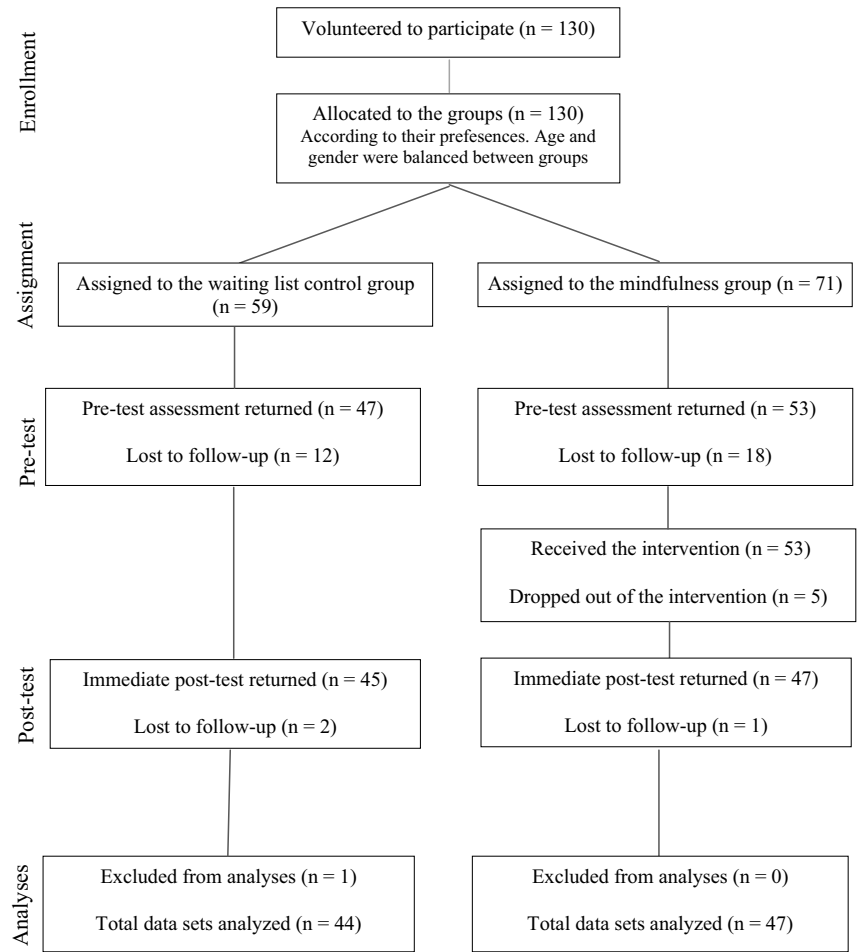 Enrollment
Volunteered to participate (n = 130)
Allocated to the groups (n = 130)
According to their prefesences. Age and
gender were balanced between groups
Assignment
Assigned to the waiting list control group
(n = 59)
Assigned to the mindfulness group (n = 71)
Pre-test
Pre-test assessment returned (n = 47)
Lost to follow-up (n = 12)
Pre-test assessment returned (n = 53)
Lost to follow-up (n = 18)
Received the intervention (n = 53)
Dropped out of the intervention (n = 5)
Post-test
Immediate post-test returned (n = 45)
Lost to follow-up (n = 2)
Immediate post-test returned (n = 47)
Lost to follow-up (n = 1)
Analyses
Excluded from analyses (n = 1)
Total data sets analyzed (n = 44)
Excluded from analyses (n = 0)
Total data sets analyzed (n = 47)